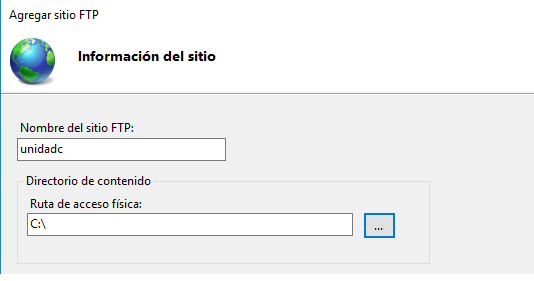 Agregar sitio FTP
Información del sitio
Nombre del sitio FTP:
unidadc
Directorio de contenido
Ruta de acceso física:
C:\
...